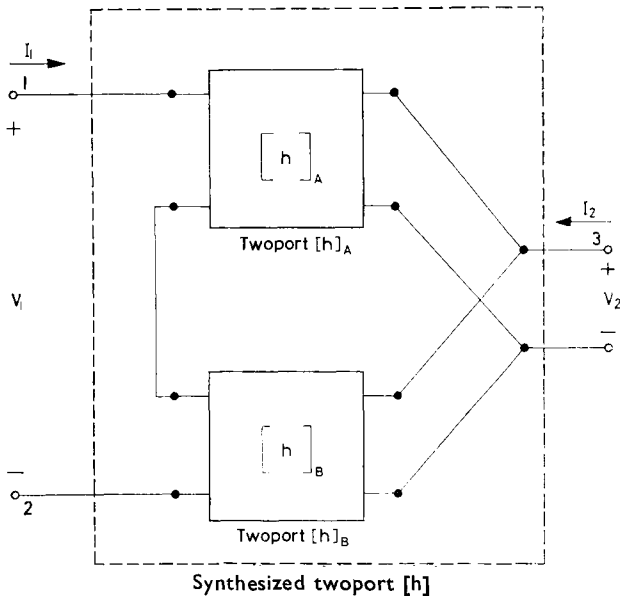 I₁
1
+
[h]A
Twoport [h]A
I₂
3
+
V₁
V₂
−
[h]B
−
2
Twoport [h]B
Synthesized twoport [h]